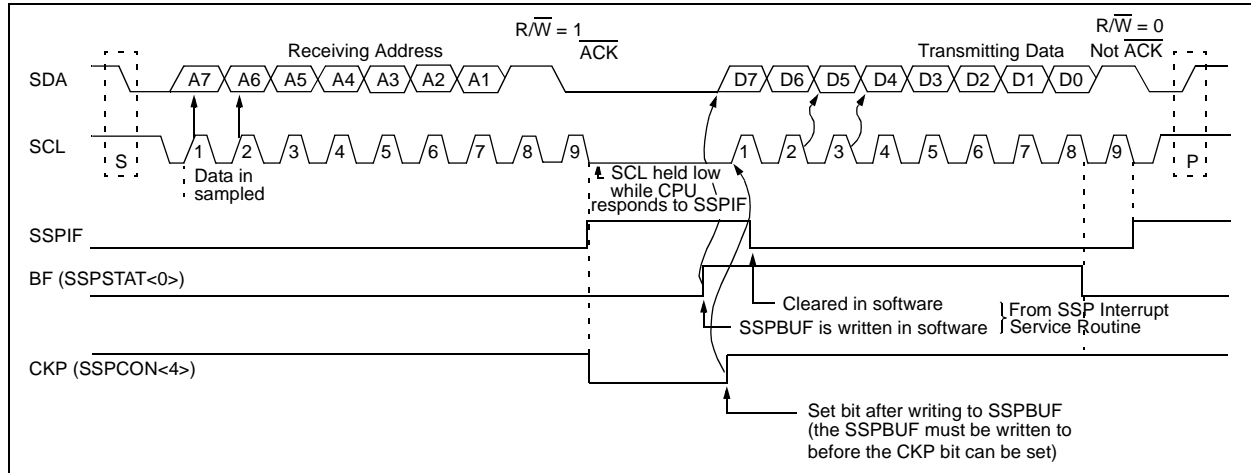 R/W = 1
Receiving Address
ACK
R/W = 0
Transmitting Data
Not ACK
SDA
A7 A6 A5 A4 A3 A2 A1
D7 D6 D5 D4 D3 D2 D1 D0
SCL
S
1 2 3 4 5 6 7 8 9
1 2 3 4 5 6 7 8 9
P
Data in
sampled
SCL held low
while CPU
responds to SSPIF
SSPIF
BF (SSPSTAT<0>)
Cleared in software
SSPBUF is written in software
From SSP Interrupt
Service Routine
CKP (SSPCON<4>)
Set bit after writing to SSPBUF
(the SSPBUF must be written to
before the CKP bit can be set)